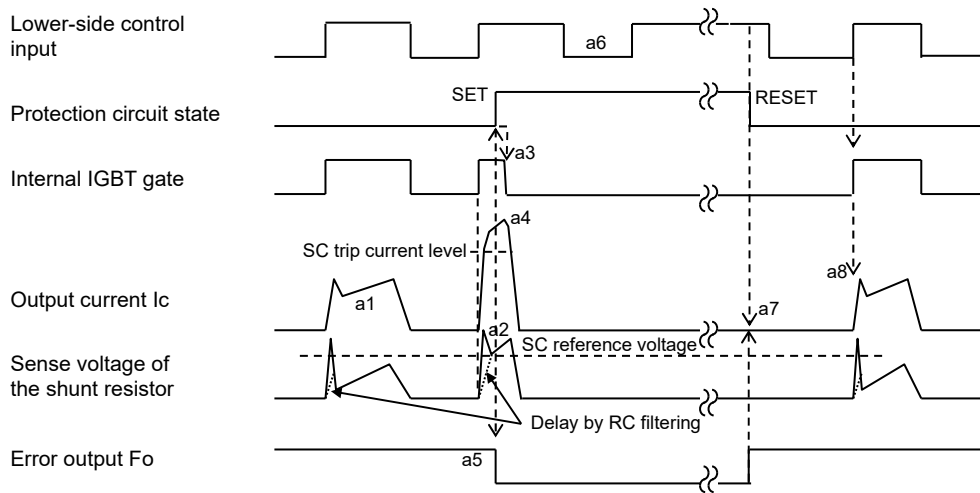 Lower-side control
input
a6
Protection circuit state
SET
RESET
a3
Internal IGBT gate
a4
SC trip current level
a8
Output current Ic
a1
a7
a2
SC reference voltage
Sense voltage of
the shunt resistor
Delay by RC filtering
Error output Fo
a5